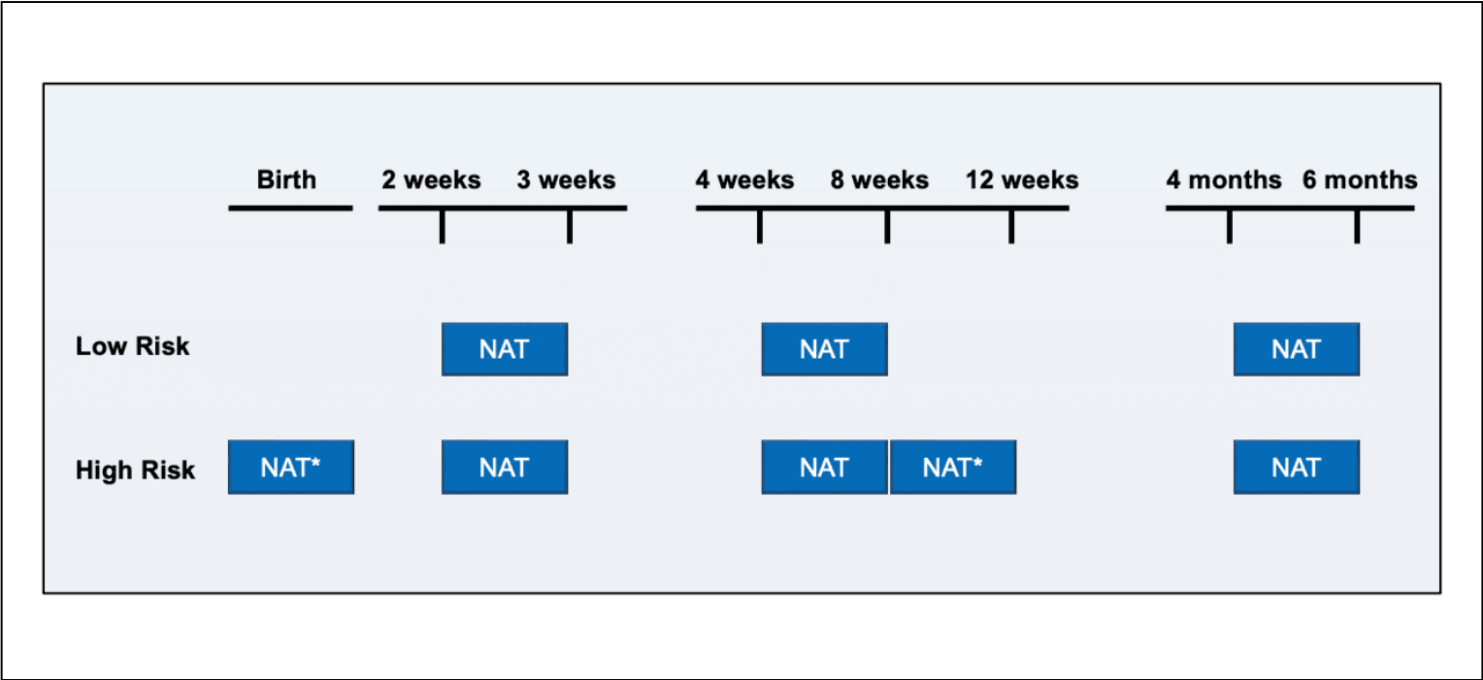 Birth 2 weeks 3 weeks 4 weeks 8 weeks 12 weeks 4 months 6 months
Low Risk NAT NAT NAT
High Risk NAT* NAT NAT NAT* NAT